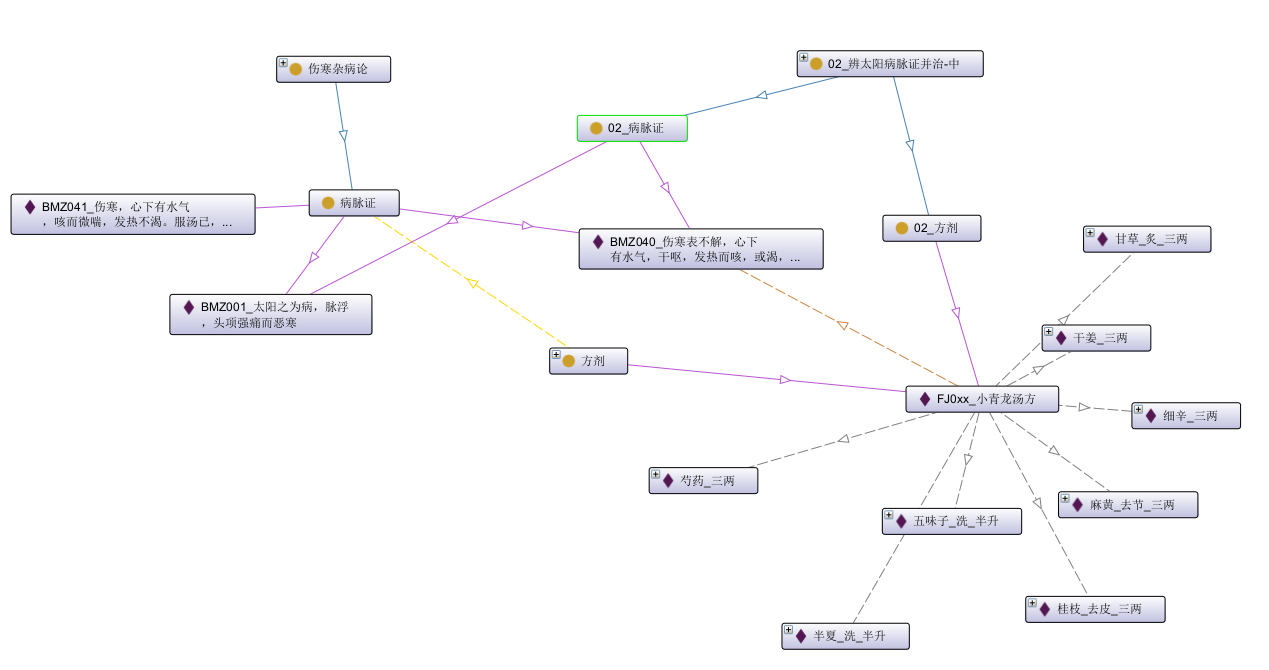 伤寒杂病论
02_辨太阳病脉证并治-中
02_病脉证
BMZ041_伤寒，心下有水气
，咳而微喘，发热不渴。服汤已，...
病脉证
BMZ040_伤寒表不解，心下
有水气，干呕，发热而咳，或渴，...
02_方剂
甘草_炙_三两
BMZ001_太阳之为病，脉浮
，头项强痛而恶寒
干姜_三两
方剂
FJ0xx_小青龙汤方
细辛_三两
芍药_三两
麻黄_去节_三两
五味子_洗_半升
桂枝_去皮_三两
半夏_洗_半升